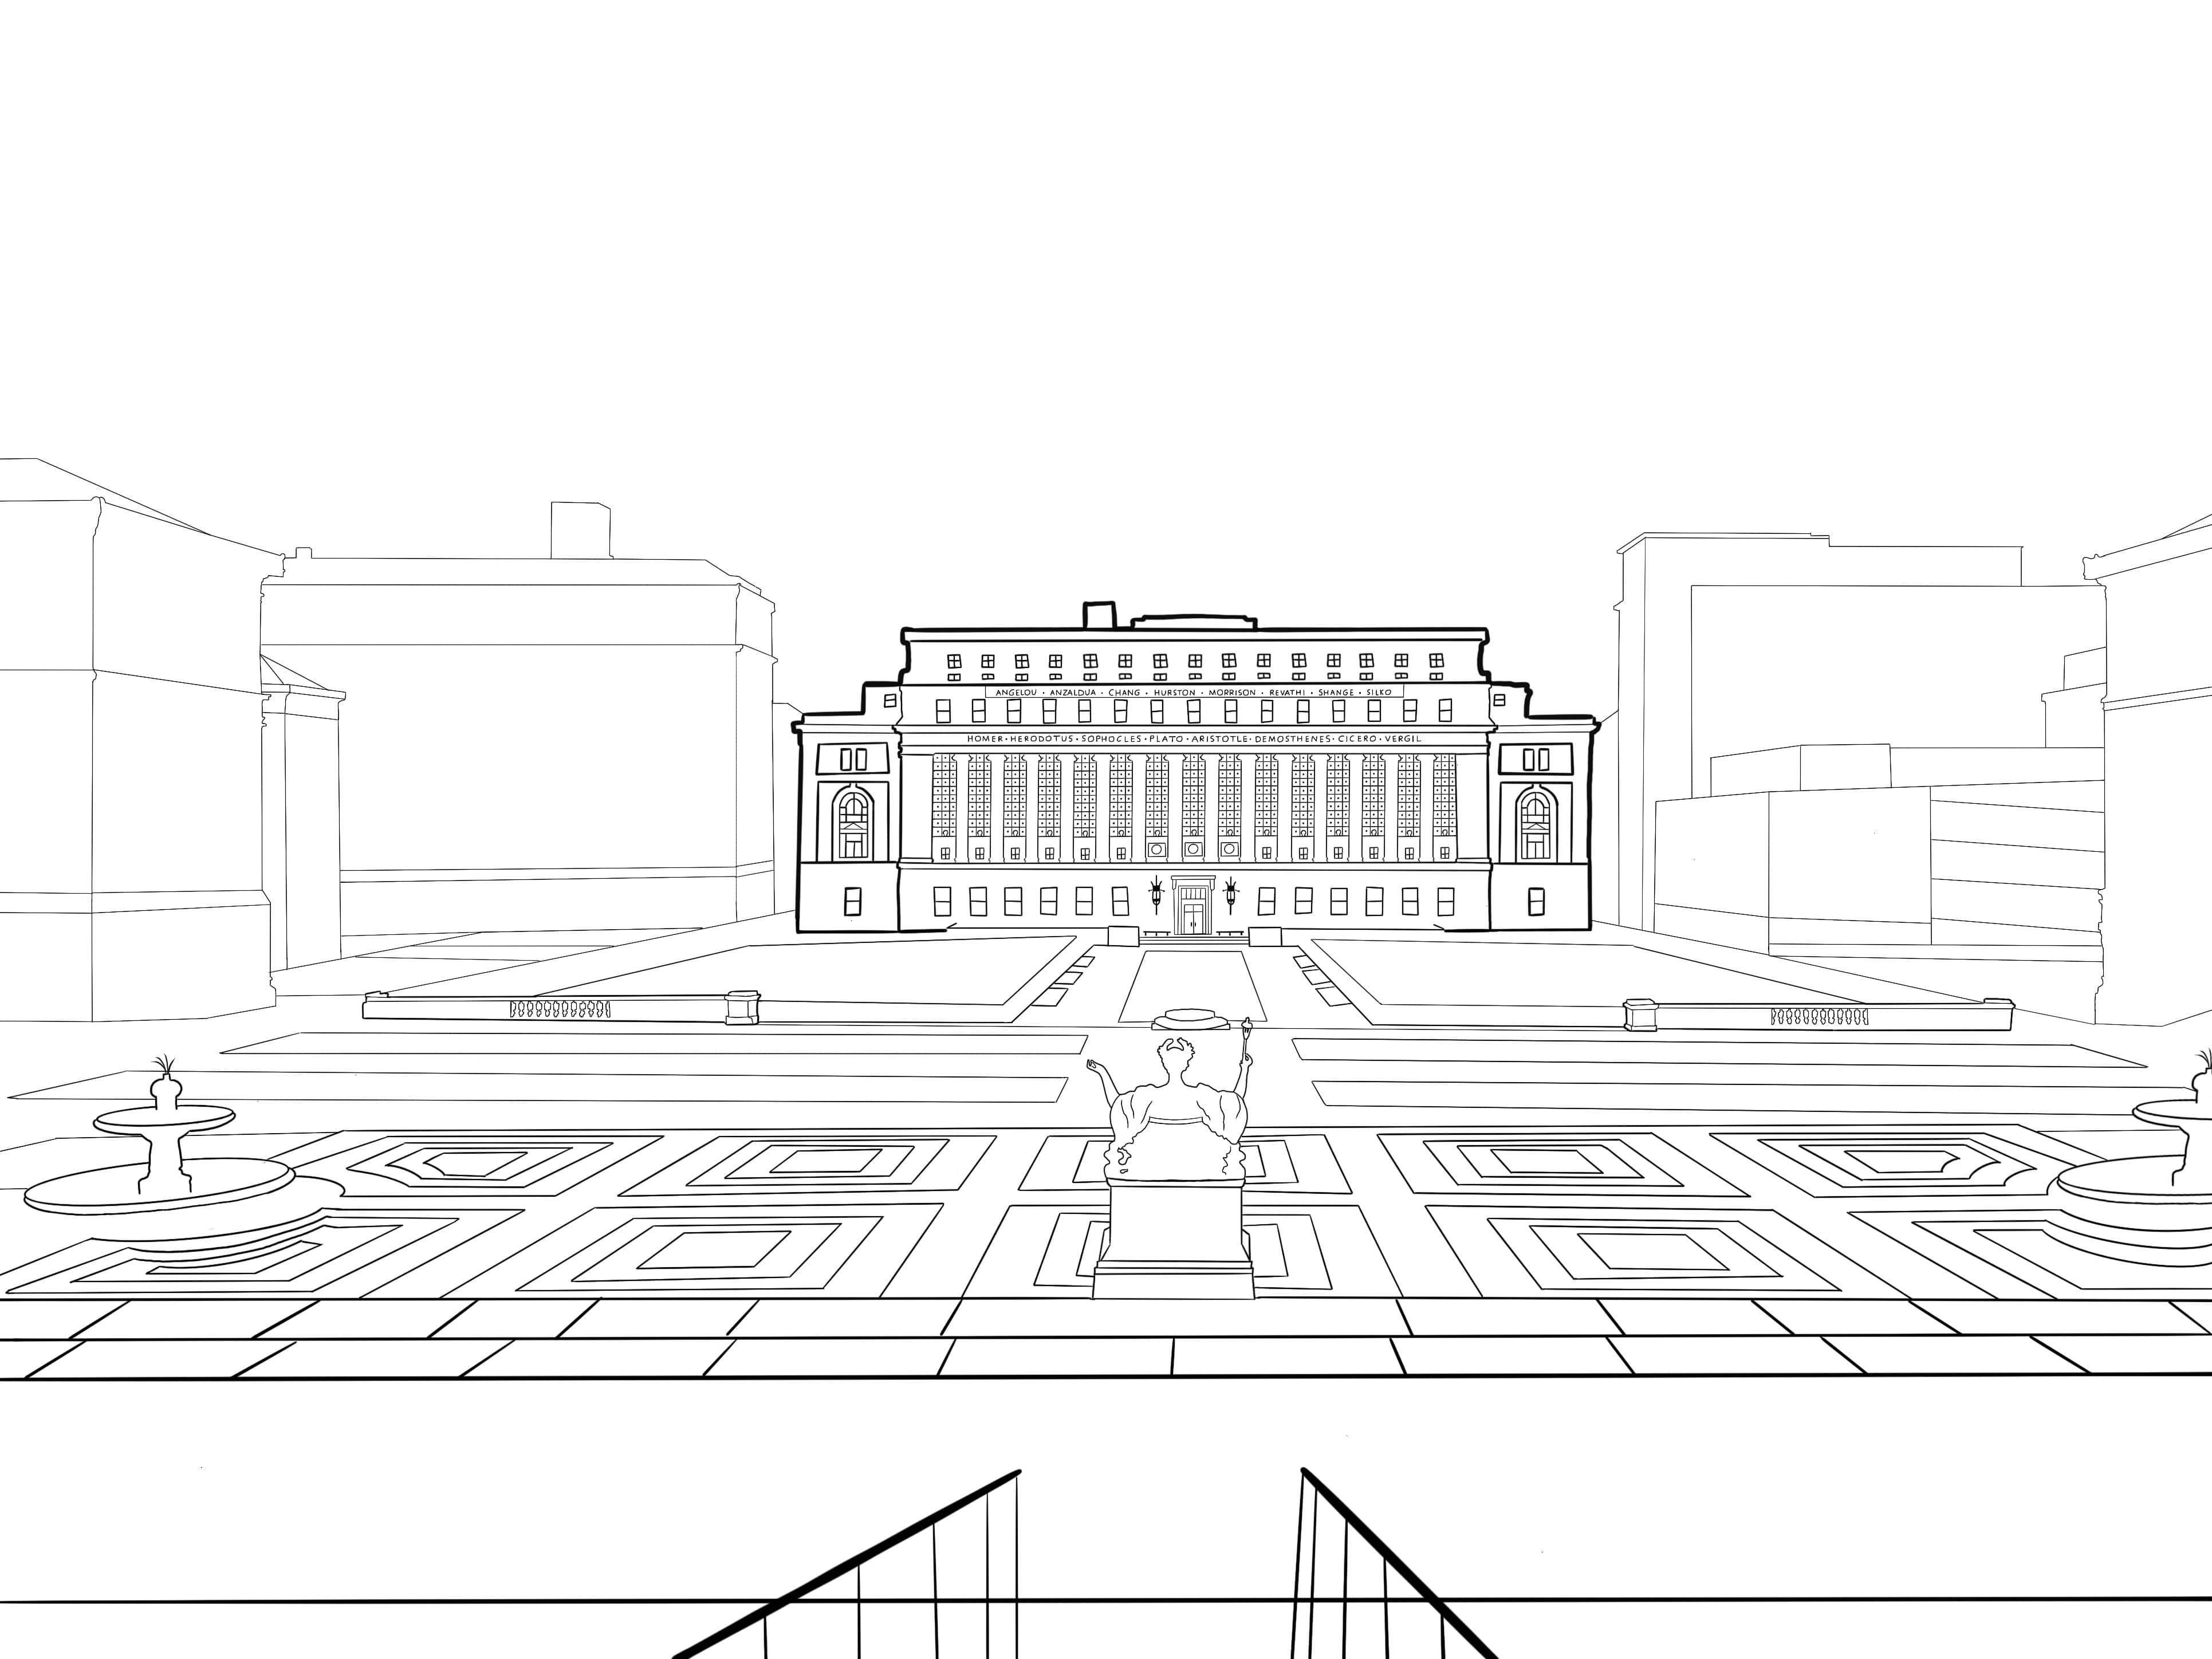 ANGELOU · ANZALDUA · CHANG · HURSTON · MORRISON · REVATHI · SHANGE · SILKO
HOMER · HERODOTUS · SOPHOCLES · PLATO · ARISTOTLE · DEMOSTHENES · CICERO · VERGIL